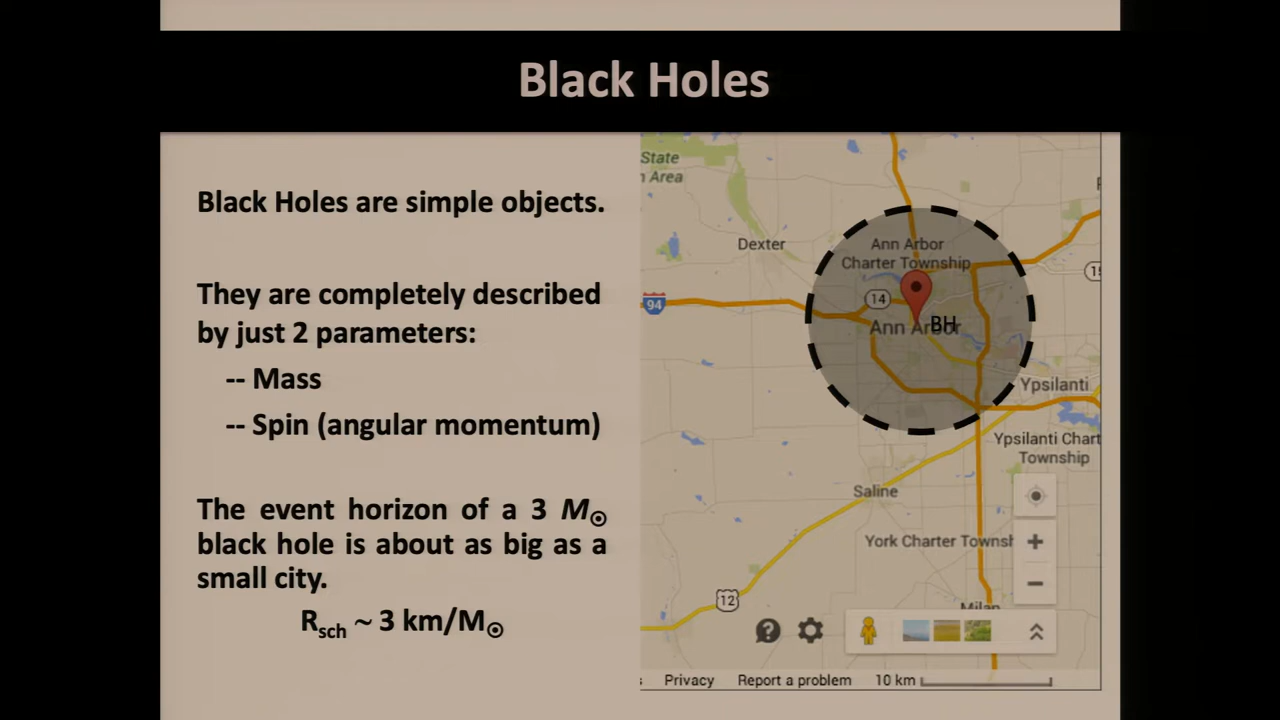 Black Holes
Black Holes are simple objects.
They are completely described
by just 2 parameters:
-- Mass
-- Spin (angular momentum)
The event horizon of a 3 M☉
black hole is about as big as a
small city.
Rsch ~ 3 km/M☉
State
Area
Dexter
Ann Arbor
Charter Township
94
14
Ann Arbor
BH
Ypsilanti
Ypsilanti Chart
Township
Saline
York Charter Townsh
12
Milan
Privacy
Report a problem
10 km